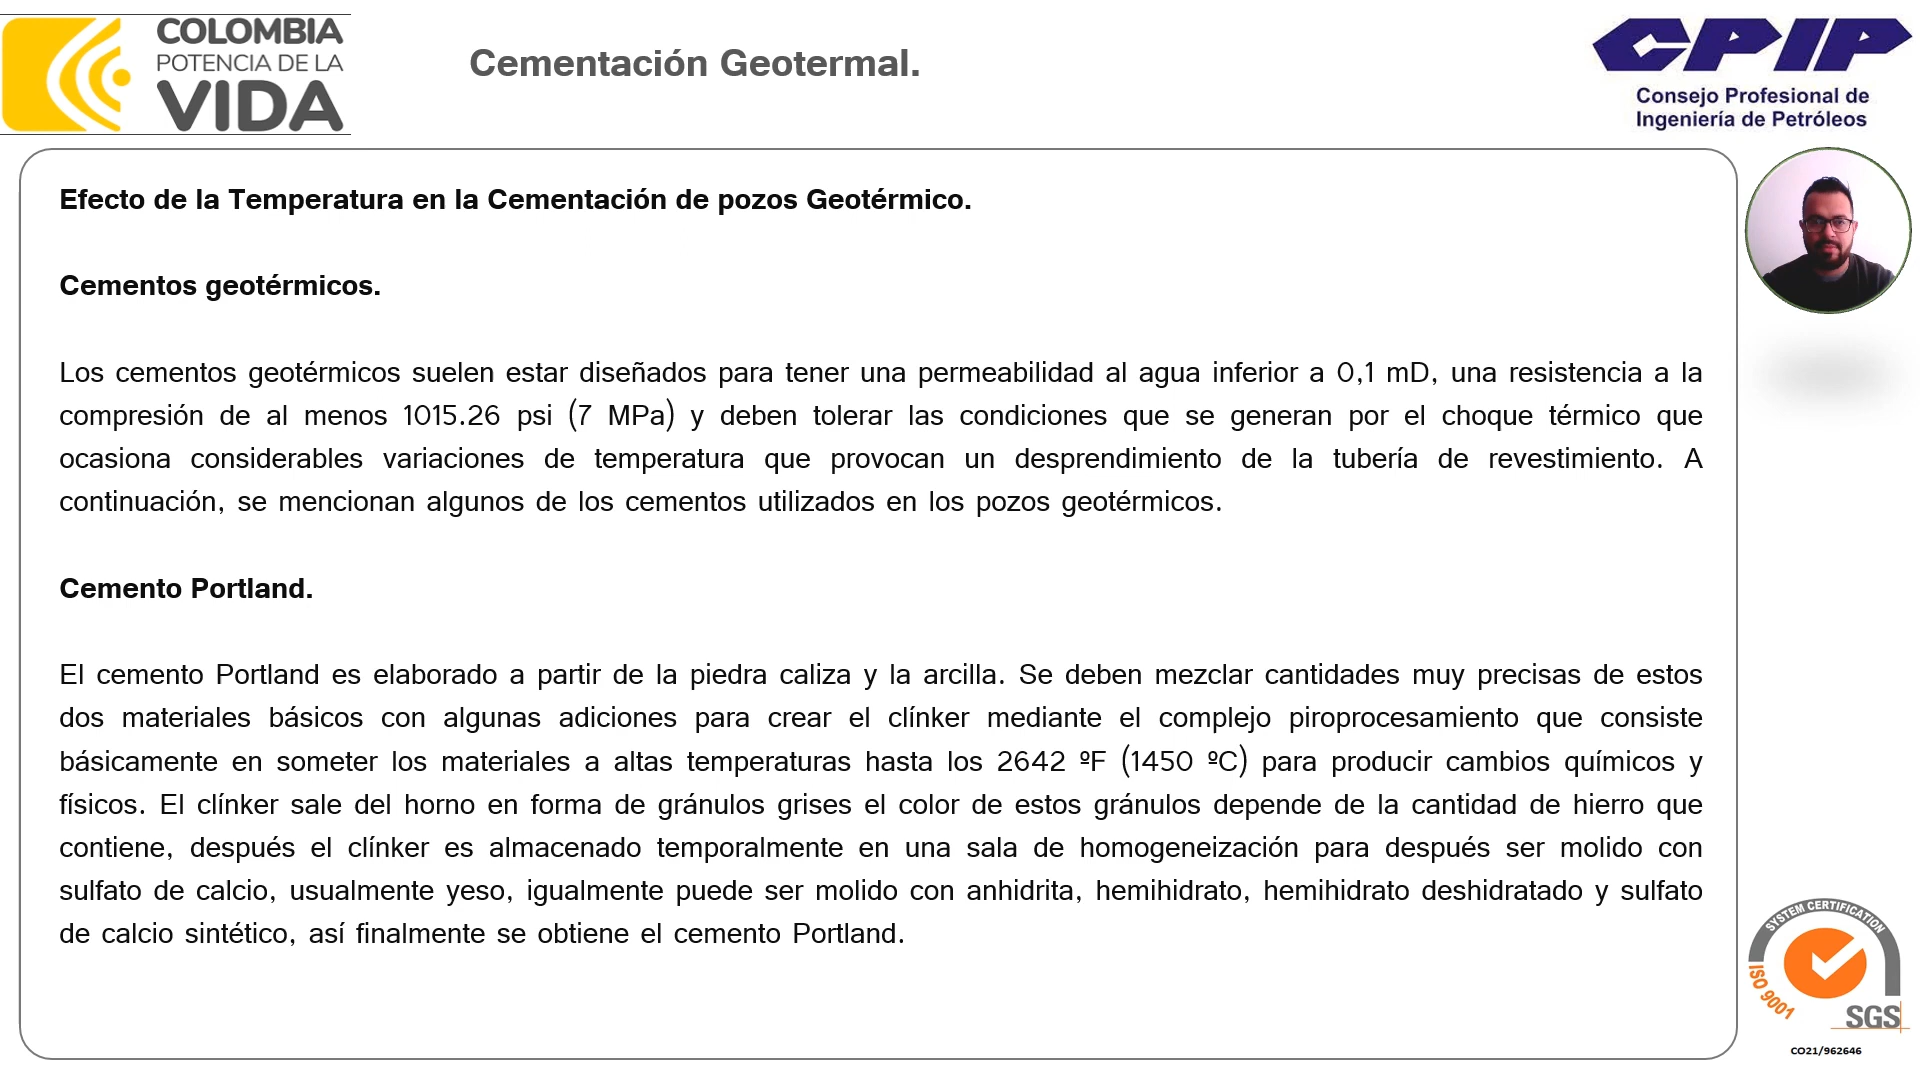 COLOMBIA
POTENCIA DE LA
VIDA
Cementación Geotermal.
CPIP
Consejo Profesional de
Ingeniería de Petróleos
Efecto de la Temperatura en la Cementación de pozos Geotérmico.
Cementos geotérmicos.
Los cementos geotérmicos suelen estar diseñados para tener una permeabilidad al agua inferior a 0,1 mD, una resistencia a la
compresión de al menos 1015.26 psi (7 MPa) y deben tolerar las condiciones que se generan por el choque térmico que
ocasiona considerables variaciones de temperatura que provocan un desprendimiento de la tubería de revestimiento. A
continuación, se mencionan algunos de los cementos utilizados en los pozos geotérmicos.
Cemento Portland.
El cemento Portland es elaborado a partir de la piedra caliza y la arcilla. Se deben mezclar cantidades muy precisas de estos
dos materiales básicos con algunas adiciones para crear el clínker mediante el complejo piroprocesamiento que consiste
básicamente en someter los materiales a altas temperaturas hasta los 2642 ºF (1450 ºC) para producir cambios químicos y
físicos. El clínker sale del horno en forma de gránulos grises el color de estos gránulos depende de la cantidad de hierro que
contiene, después el clínker es almacenado temporalmente en una sala de homogeneización para después ser molido con
sulfato de calcio, usualmente yeso, igualmente puede ser molido con anhidrita, hemihidrato, hemihidrato deshidratado y sulfato
de calcio sintético, así finalmente se obtiene el cemento Portland.
SYSTEM CERTIFICATION
ISO 9001
SGS
CO21/962646